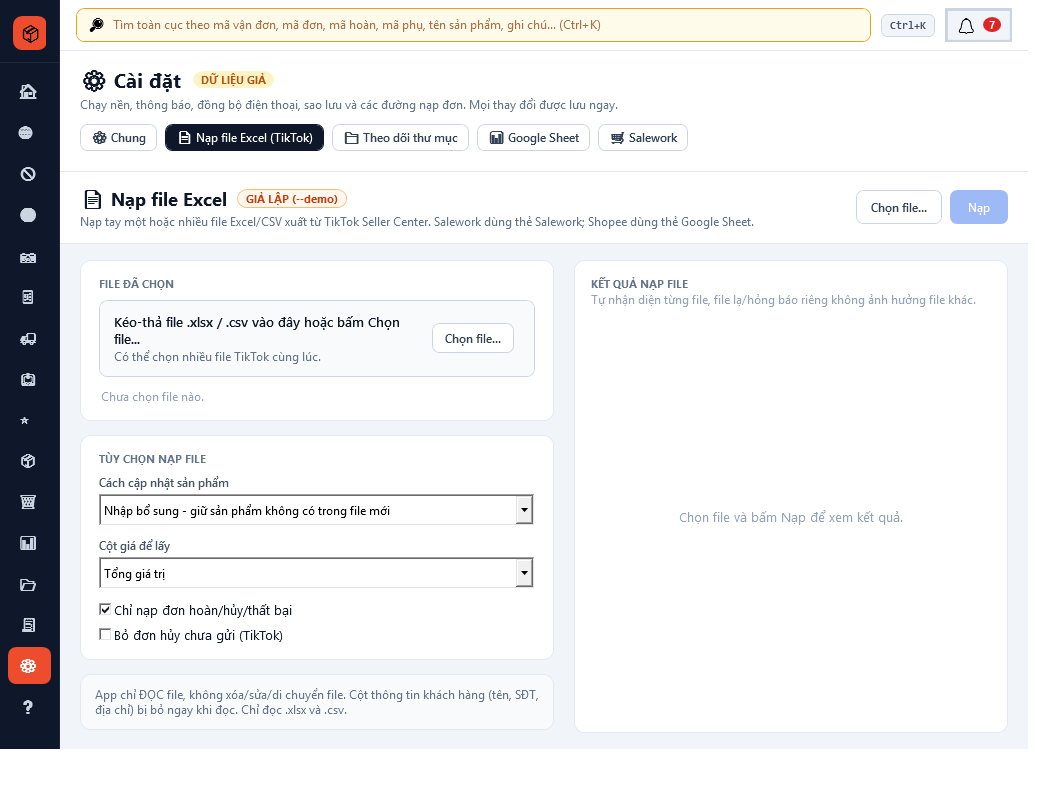 Tìm toàn cục theo mã vận đơn, mã đơn, mã hoàn, mã phụ, tên sản phẩm, ghi chú... (Ctrl+K)
Ctrl+K
7
Cài đặt
DỮ LIỆU GIẢ
Chạy nền, thông báo, đồng bộ điện thoại, sao lưu và các đường nạp đơn. Mọi thay đổi được lưu ngay.
Chung
Nạp file Excel (TikTok)
Theo dõi thư mục
Google Sheet
Salework
Nạp file Excel
GIẢ LẬP (--demo)
Nạp tay một hoặc nhiều file Excel/CSV xuất từ TikTok Seller Center. Salework dùng thẻ Salework; Shopee dùng thẻ Google Sheet.
Chọn file...
Nạp
FILE ĐÃ CHỌN
Kéo-thả file .xlsx / .csv vào đây hoặc bấm Chọn
file...
Có thể chọn nhiều file TikTok cùng lúc.
Chọn file...
Chưa chọn file nào.
TÙY CHỌN NẠP FILE
Cách cập nhật sản phẩm
Nhập bổ sung - giữ sản phẩm không có trong file mới
Cột giá để lấy
Tổng giá trị
Chỉ nạp đơn hoàn/hủy/thất bại
Bỏ đơn hủy chưa gửi (TikTok)
App chỉ ĐỌC file, không xóa/sửa/di chuyển file. Cột thông tin khách hàng (tên, SĐT,
địa chỉ) bị bỏ ngay khi đọc. Chỉ đọc .xlsx và .csv.
KẾT QUẢ NẠP FILE
Tự nhận diện từng file, file lạ/hỏng báo riêng không ảnh hưởng file khác.
Chọn file và bấm Nạp để xem kết quả.
?